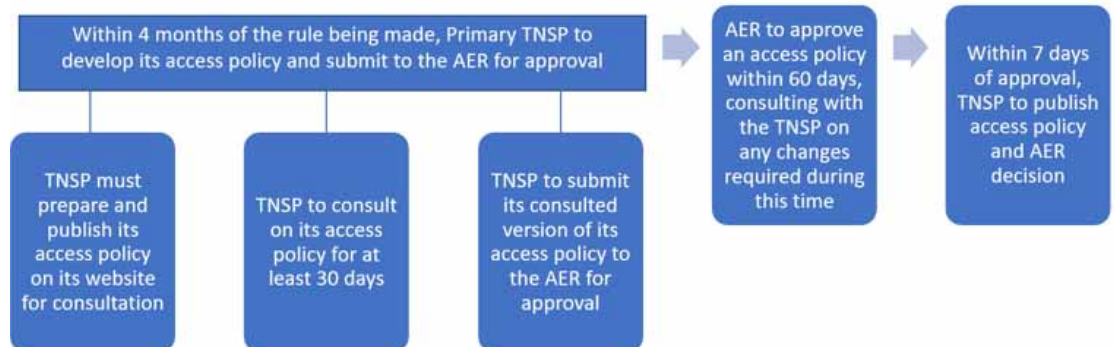 Within 4 months of the rule being made, Primary TNSP to
develop its access policy and submit to the AER for approval
TNSP must
prepare and
publish its
access policy
on its website
for consultation
TNSP to consult
on its access
policy for at
least 30 days
TNSP to submit
its consulted
version of its
access policy to
the AER for
approval
AER to approve
an access policy
within 60 days,
consulting with
the TNSP on
any changes
required during
this time
Within 7 days
of approval,
TNSP to publish
access policy
and AER
decision